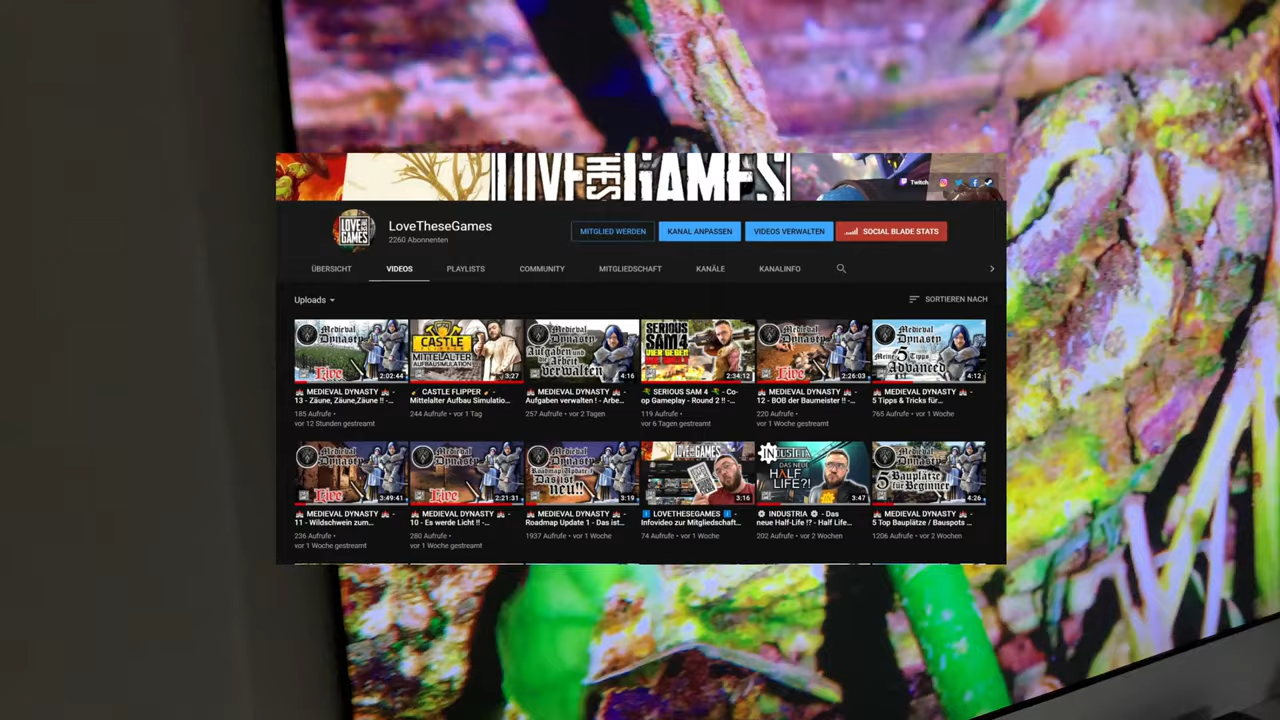 LOVE THESE GAMES
Twitch
LOVE THESE GAMES
LoveTheseGames
2260 Abonnenten
MITGLIED WERDEN
KANAL ANPASSEN
VIDEOS VERWALTEN
SOCIAL BLADE STATS
ÜBERSICHT
VIDEOS
PLAYLISTS
COMMUNITY
MITGLIEDSCHAFT
KANÄLE
KANALINFO
Uploads
SORTIEREN NACH
Medieval
Dynasty
Live
2:02:44
CASTLE
MITTELALTER
AUFBAUSIMULATION
3:27
Medieval
Dynasty
Aufgaben und
Arbeit
verwalten
4:16
SERIOUS
SAM 4
VIER GEGEN
2:34:12
Medieval
Dynasty
Live
2:26:03
Medieval
Dynasty
Meine 5 Tipps
Advanced
4:12
🏰 MEDIEVAL DYNASTY 🏰 -
13 - Zäune, Zäune,Zäune !! -...
185 Aufrufe •
vor 12 Stunden gestreamt
CASTLE FLIPPER
Mittelalter Aufbau Simulatio...
244 Aufrufe • vor 1 Tag
🏰 MEDIEVAL DYNASTY 🏰 -
Aufgaben verwalten ! - Arbe...
257 Aufrufe • vor 2 Tagen
SERIOUS SAM 4 - Co-
op Gameplay - Round 2 !! -...
119 Aufrufe •
vor 6 Tagen gestreamt
🏰 MEDIEVAL DYNASTY 🏰 -
12 - BOB der Baumeister !! -...
220 Aufrufe •
vor 1 Woche gestreamt
🏰 MEDIEVAL DYNASTY 🏰 -
5 Tipps & Tricks für...
765 Aufrufe • vor 1 Woche
Medieval
Dynasty
Live
3:49:41
Medieval
Dynasty
Live
2:21:31
Medieval
Dynasty
Roadmap Update 1
Das ist
neu!!
3:19
LOVE THESE GAMES
3:16
INDUSTRIA
DAS NEUE
HALF
LIFE?!
3:47
Medieval
Dynasty
5 Bauplätze
für Beginner
4:26
🏰 MEDIEVAL DYNASTY 🏰 -
11 - Wildschwein zum...
236 Aufrufe •
vor 1 Woche gestreamt
🏰 MEDIEVAL DYNASTY 🏰 -
10 - Es werde Licht !! -...
280 Aufrufe •
vor 1 Woche gestreamt
🏰 MEDIEVAL DYNASTY 🏰 -
Roadmap Update 1 - Das ist...
1937 Aufrufe • vor 1 Woche
LOVETHESEGAMES
Infovideo zur Mitgliedschaft...
74 Aufrufe • vor 1 Woche
INDUSTRIA - Das
neue Half-Life !? - Half Life...
202 Aufrufe • vor 2 Wochen
🏰 MEDIEVAL DYNASTY 🏰 -
5 Top Bauplätze / Bauspots ...
1206 Aufrufe • vor 2 Wochen